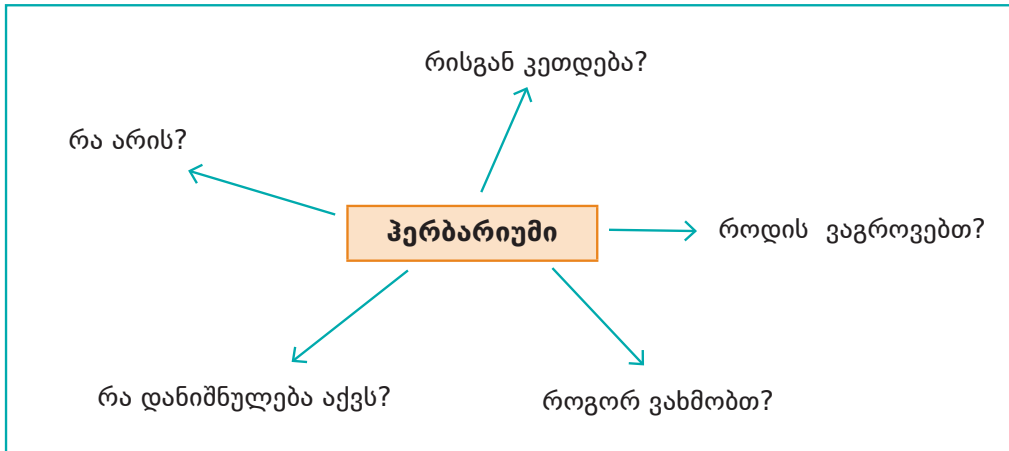 რისგან კეთდება?
რა არის?
ჰერბარიუმი
როდის ვაგროვებთ?
რა დანიშნულება აქვს?
როგორ ვახმობთ?